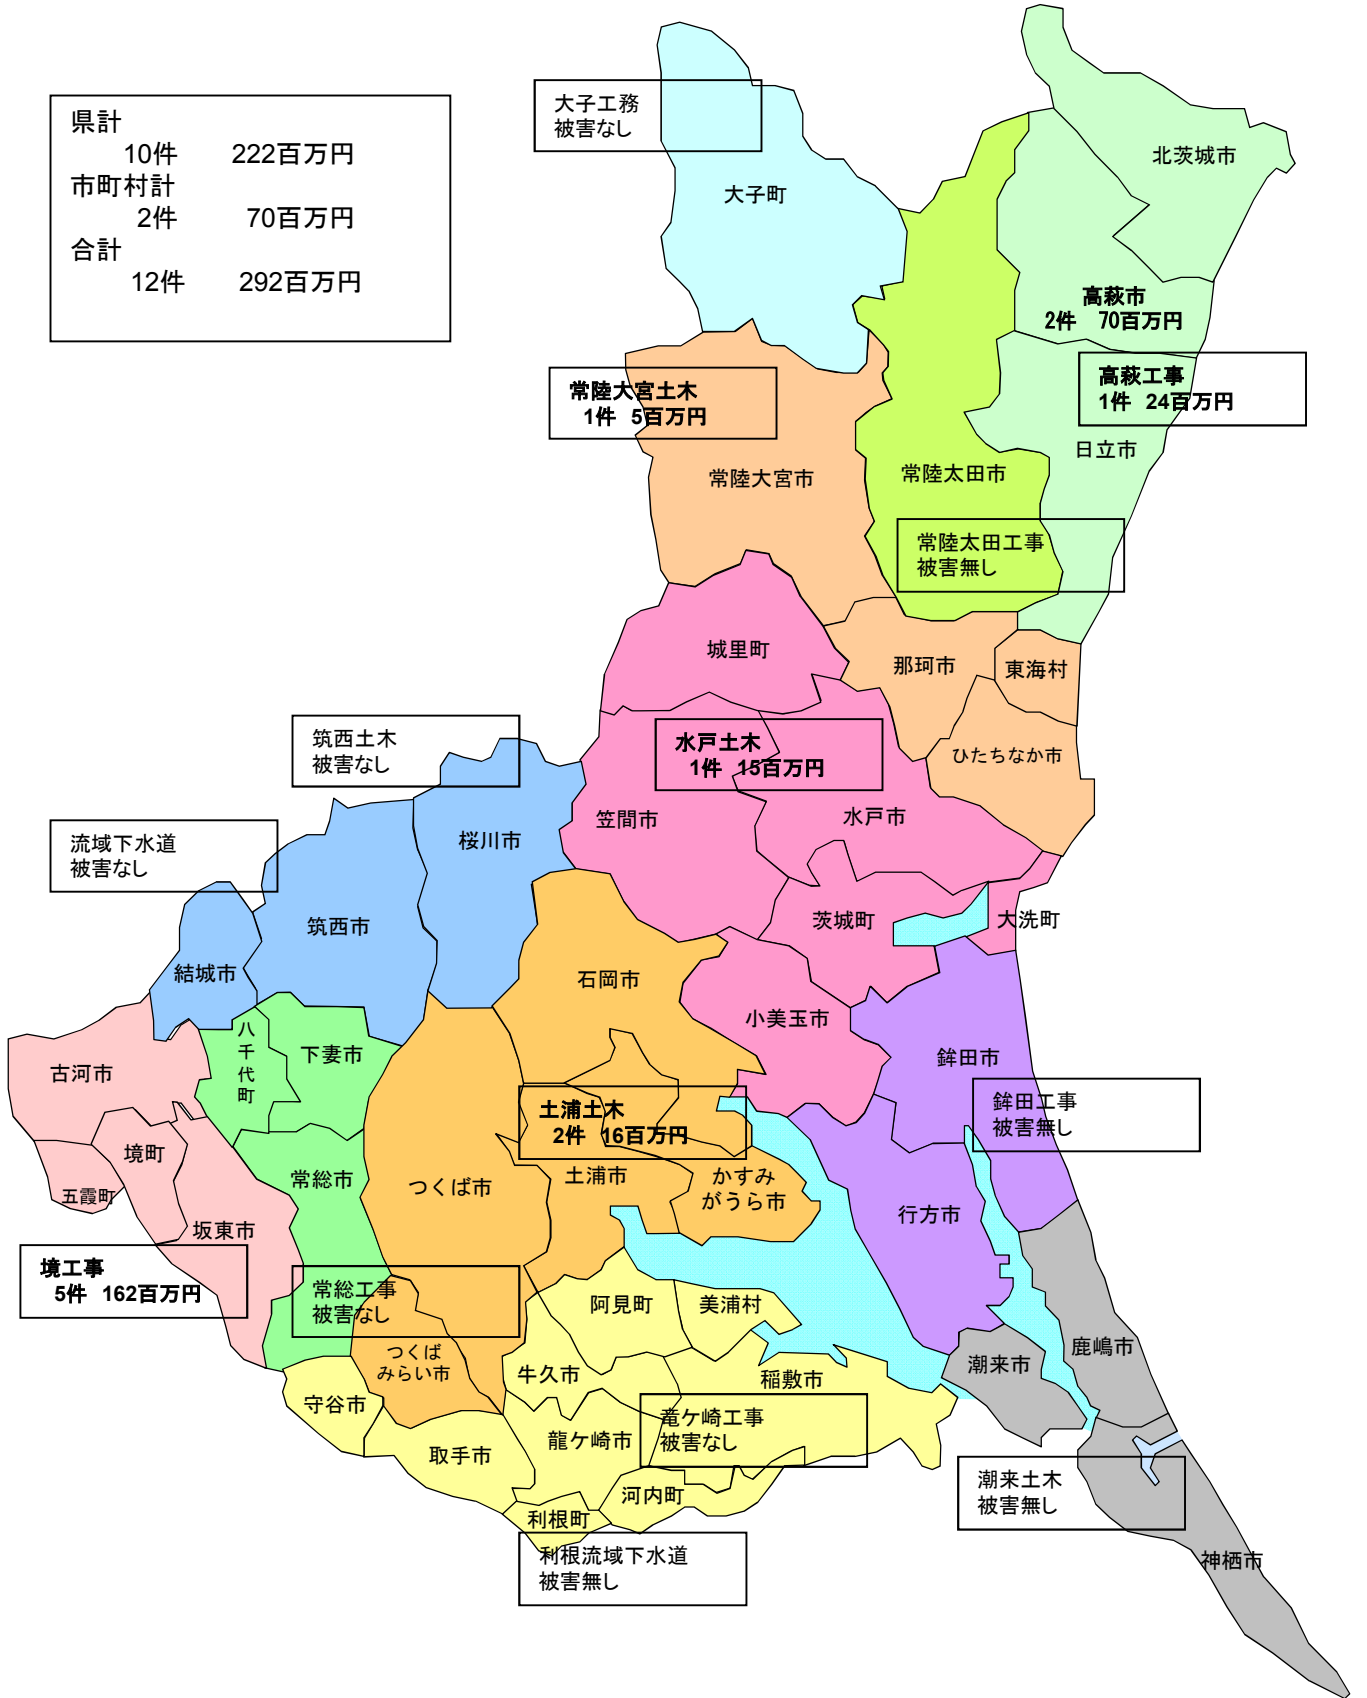 県計
10件 222百万円
市町村計
2件 70百万円
合計
12件 292百万円
大子工務
被害なし
大子町
北茨城市
高萩市
2件 70百万円
高萩工事
1件 24百万円
日立市
常陸大宮土木
1件 5百万円
常陸大宮市
常陸太田市
常陸太田工事
被害無し
城里町
那珂市
東海村
ひたちなか市
水戸土木
1件 15百万円
筑西土木
被害なし
流域下水道
被害なし
桜川市
笠間市
水戸市
茨城町
大洗町
筑西市
結城市
石岡市
小美玉市
鉾田市
鉾田工事
被害無し
古河市
八
千
代
町
下妻市
土浦土木
2件 16百万円
境町
五霞町
坂東市
常総市
つくば市
土浦市
かすみ
がうら市
行方市
境工事
5件 162百万円
常総工事
被害なし
阿見町
美浦村
つくば
みらい市
牛久市
稲敷市
潮来市
鹿嶋市
守谷市
取手市
龍ケ崎市
竜ケ崎工事
被害なし
河内町
利根町
利根流域下水道
被害無し
潮来土木
被害無し
神栖市